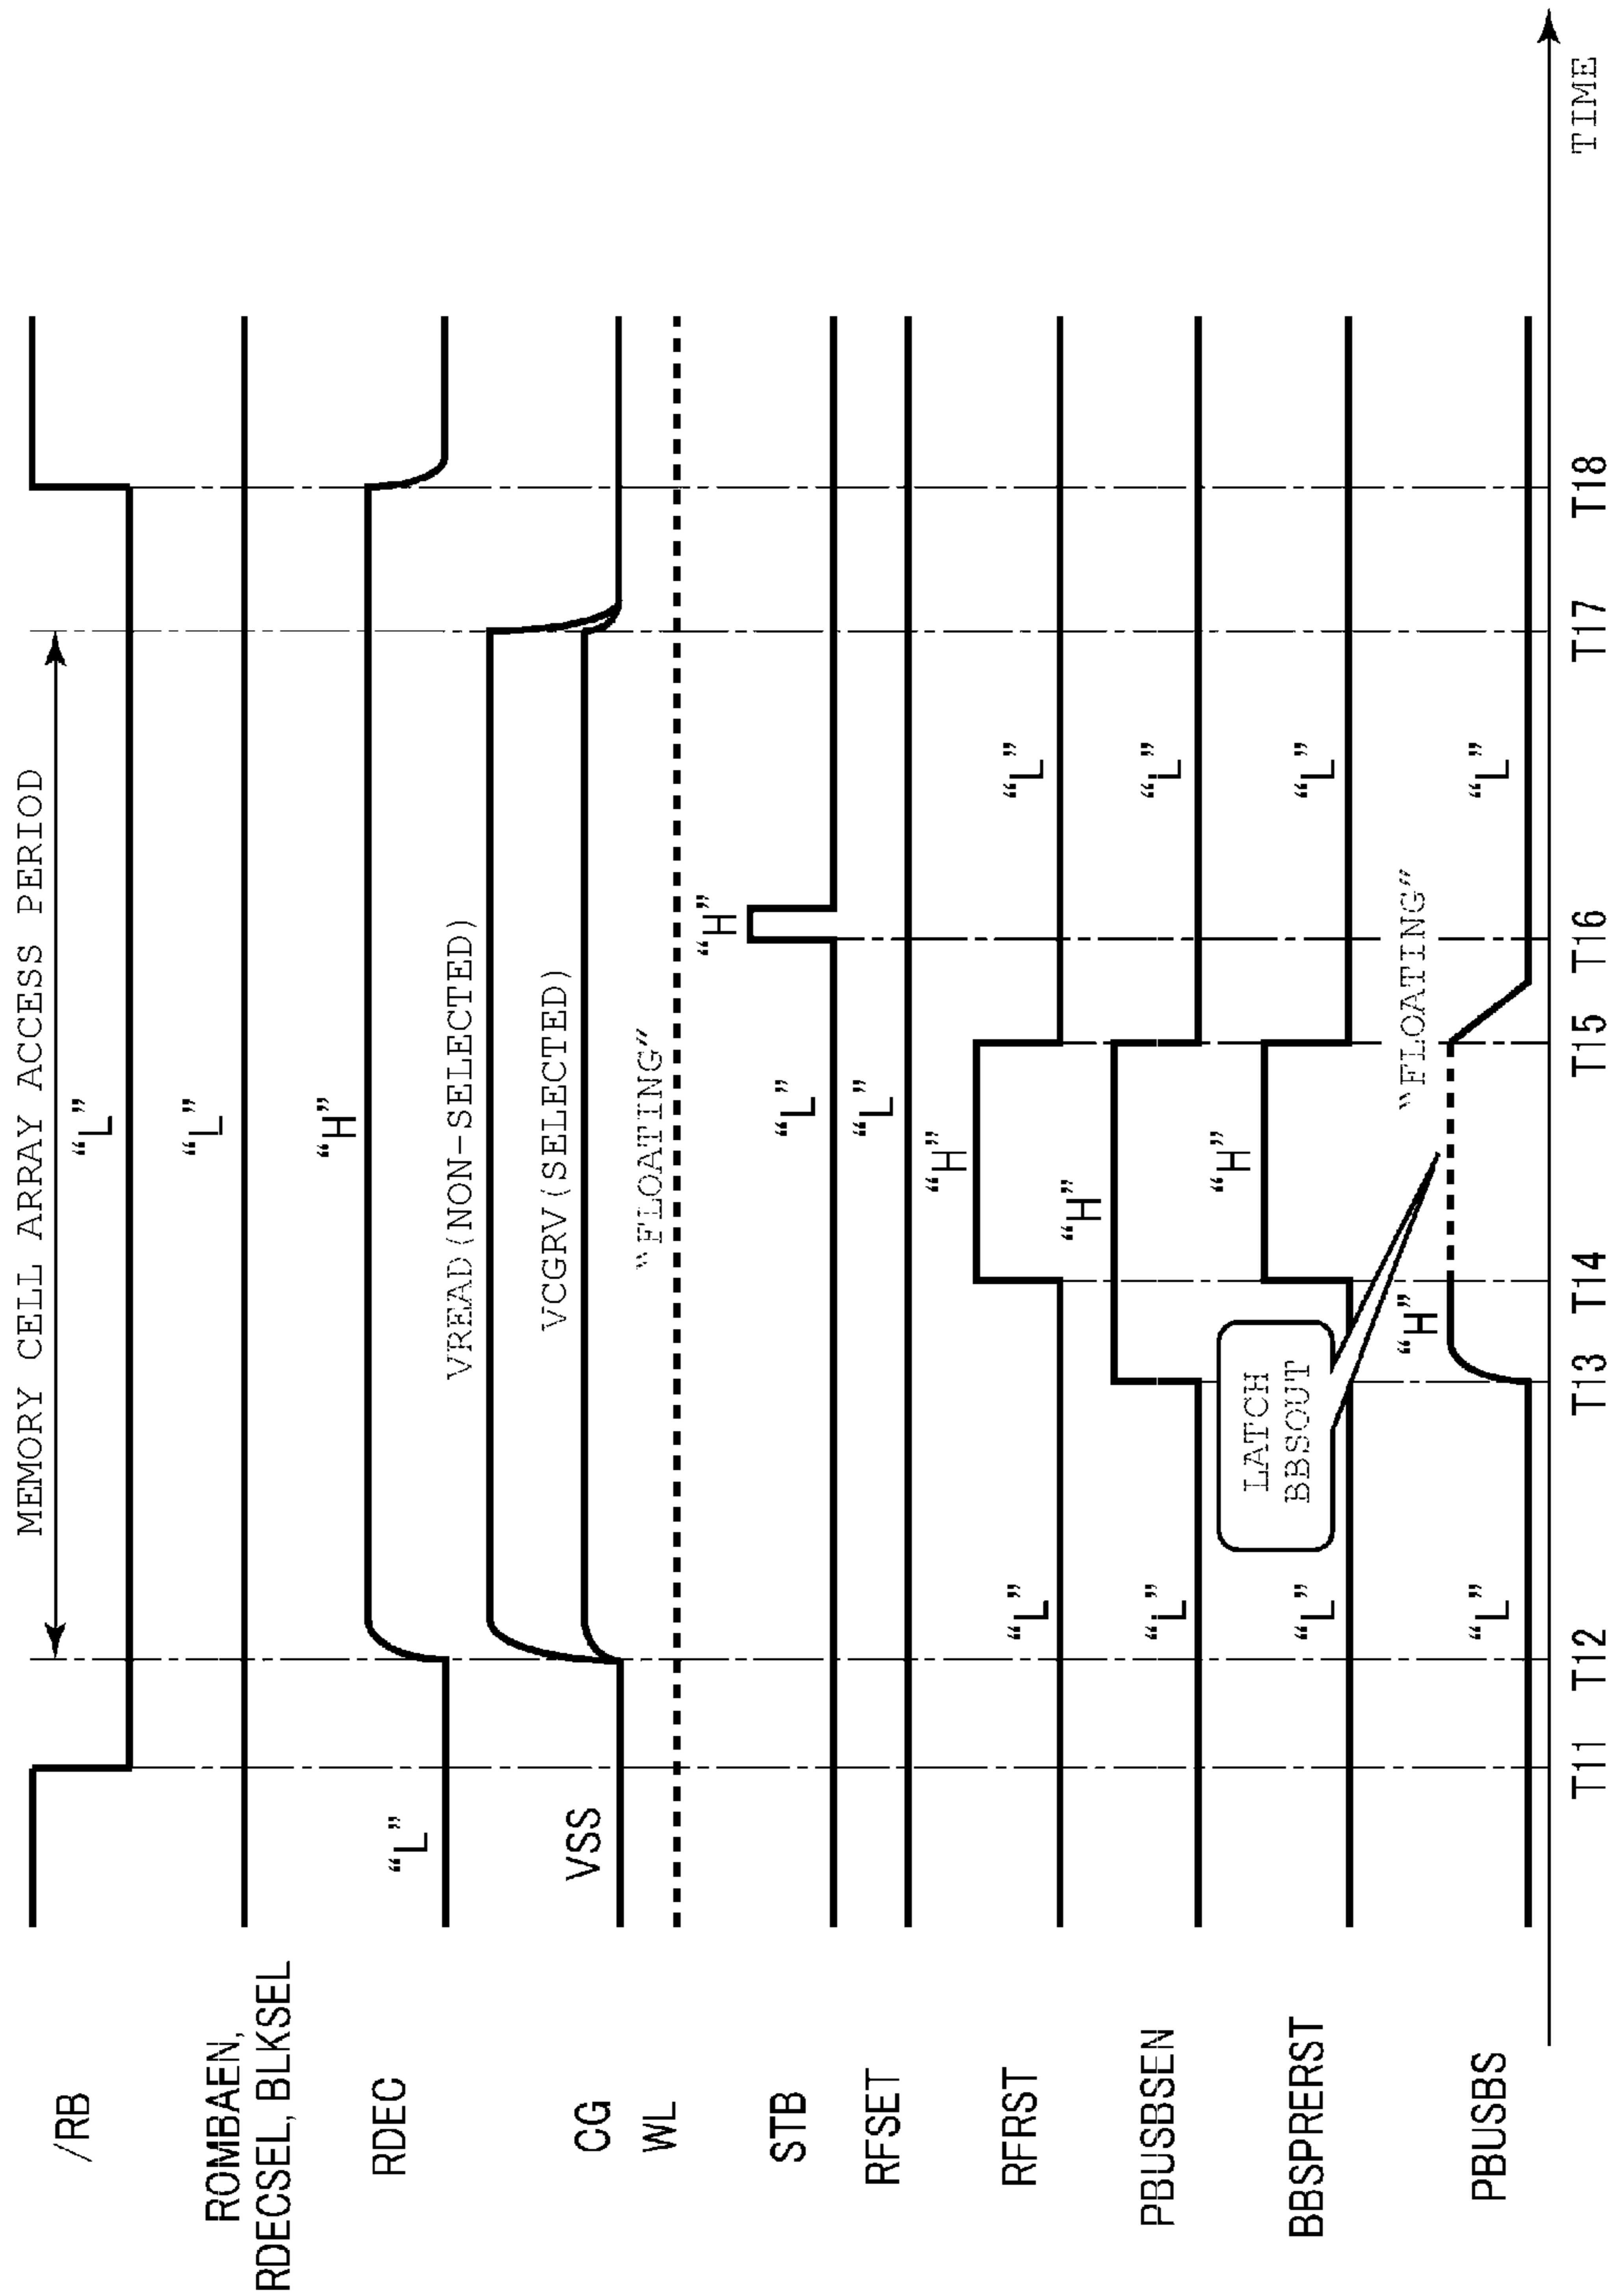 MEMORY CELL ARRAY ACCESS PERIOD
/RB
“L”
ROMBAEN,
RDECSEL, BLKSEL
“L”
RDEC
“L”
“H”
VREAD(NON-SELECTED)
CG
VSS
VCGRV(SELECTED)
WL
“FLOATING”
STB
“L”
“H”
RFSET
“L”
RFRST
“L”
“H”
“L”
PBUSBSEN
“L”
“H”
“L”
BBSPRERST
“L”
“H”
“L”
LATCH
BBSOUT
PBUSBS
“L”
“H”
“FLOATING”
“L”
T11 T12 T13 T14 T15 T16 T17 T18
TIME